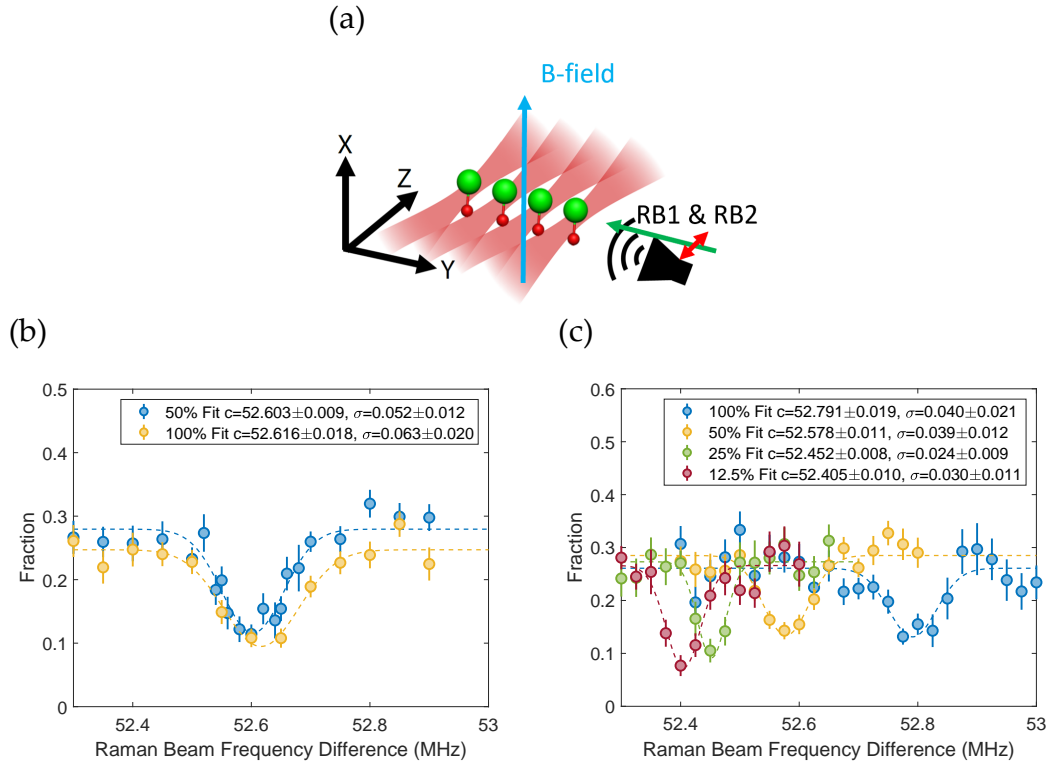 (a)
B-field
X
Z
Y
RB1 & RB2
(b)
50% Fit c=52.603±0.009, σ=0.052±0.012
100% Fit c=52.616±0.018, σ=0.063±0.020
0.5
0.4
0.3
0.2
0.1
0
Fraction
52.4
52.6
52.8
53
Raman Beam Frequency Difference (MHz)
(c)
100% Fit c=52.791±0.019, σ=0.040±0.021
50% Fit c=52.578±0.011, σ=0.039±0.012
25% Fit c=52.452±0.008, σ=0.024±0.009
12.5% Fit c=52.405±0.010, σ=0.030±0.011
0.6
0.5
0.4
0.3
0.2
0.1
0
Fraction
52.4
52.6
52.8
53
Raman Beam Frequency Difference (MHz)